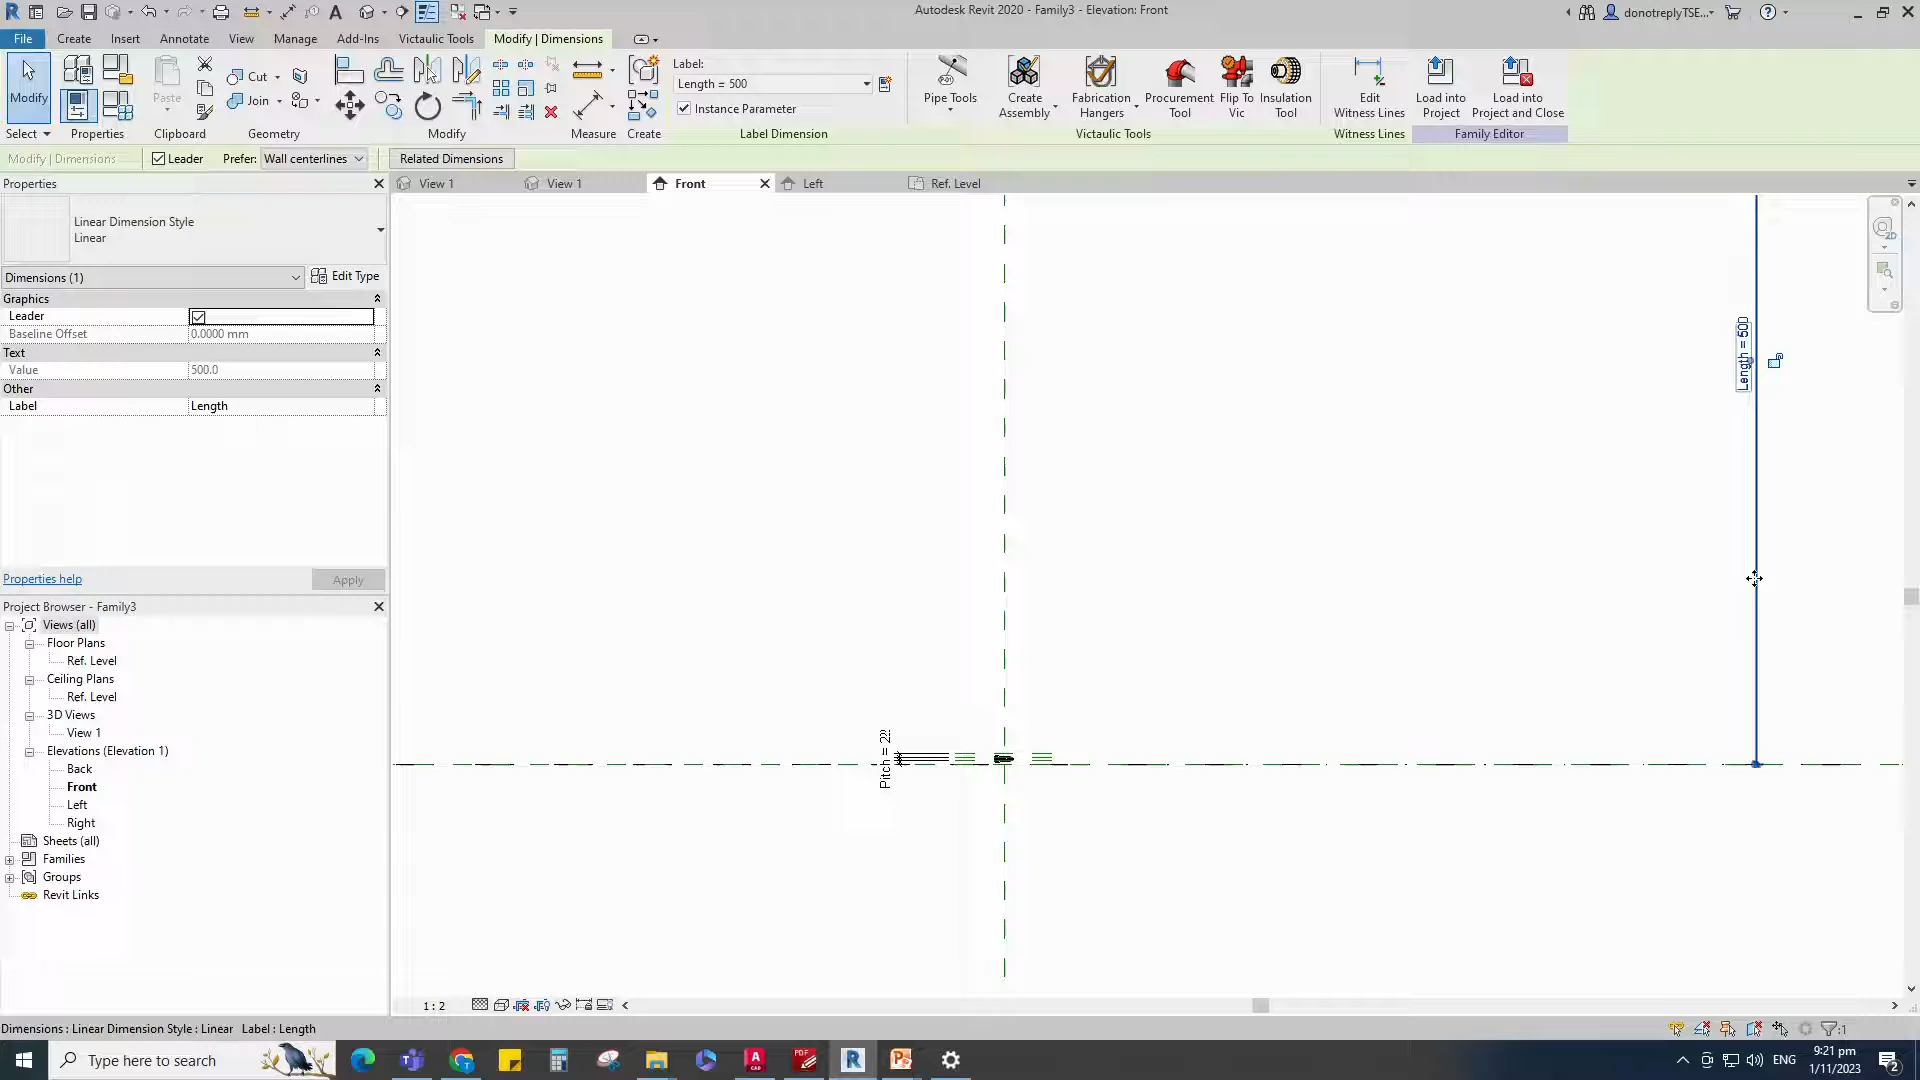 Autodesk Revit 2020 - Family3 - Elevation: Front
donotreplyTSE...
File Create Insert Annotate View Manage Add-Ins Victaulic Tools Modify | Dimensions
Modify
Paste
Cut
Join
Label:
Length = 500
Instance Parameter
Pipe Tools
Create Assembly
Fabrication Hangers
Procurement Tool
Flip To Vic
Insulation Tool
Edit Witness Lines
Load into Project
Load into Project and Close
Select Properties Clipboard Geometry Modify Measure Create Label Dimension Victaulic Tools Witness Lines Family Editor
Modify | Dimensions Leader Prefer: Wall centerlines Related Dimensions
Properties
View 1 View 1 Front Left Ref. Level
Linear Dimension Style
Linear
Dimensions (1) Edit Type
Graphics
Leader
Baseline Offset 0.0000 mm
Text
Value 500.0
Other
Label Length
Properties help Apply
Project Browser - Family3
Views (all)
Floor Plans
Ref. Level
Ceiling Plans
Ref. Level
3D Views
View 1
Elevations (Elevation 1)
Back
Front
Left
Right
Sheets (all)
Families
Groups
Revit Links
Length = 500
2D
Pitch =
1 : 2
Dimensions : Linear Dimension Style : Linear Label : Length
:1
Type here to search
ENG
9:21 pm
1/11/2023
2